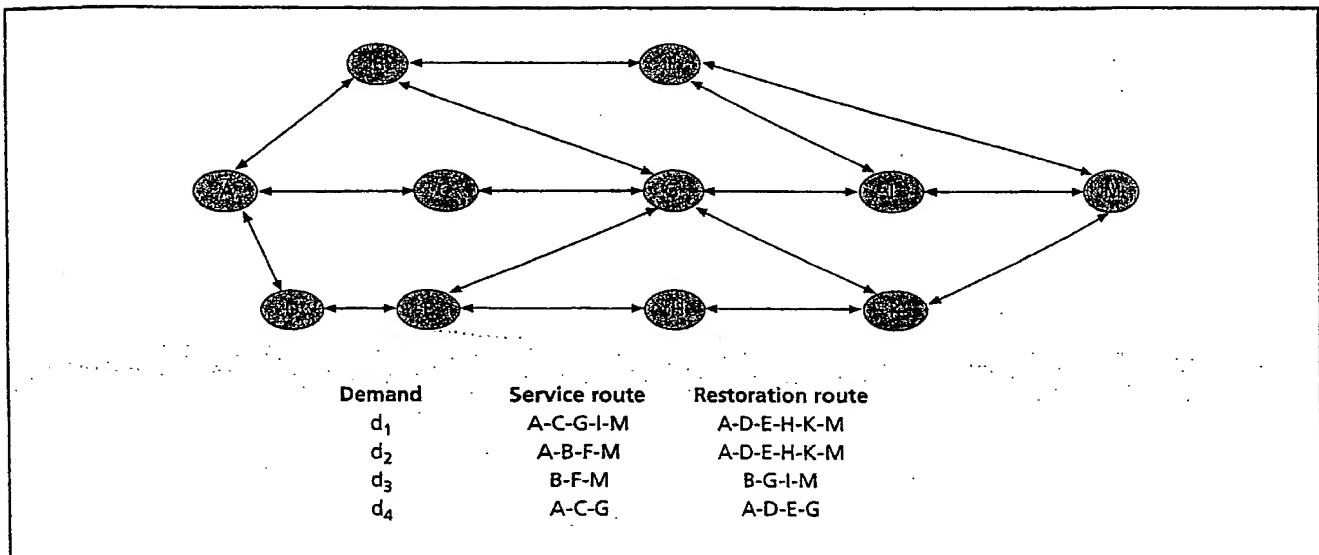 A C G I M
H
Demand Service route Restoration route
d₁ A-C-G-I-M A-D-E-H-K-M
d₂ A-B-F-M A-D-E-H-K-M
d₃ B-F-M B-G-I-M
d₄ A-C-G A-D-E-G